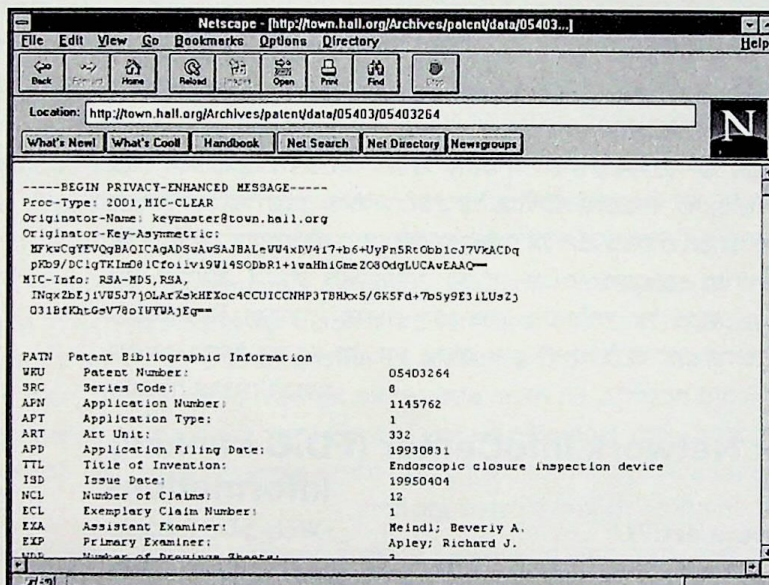 Netscape - [http://town.hall.org/Archives/patent/data/05403...]
File Edit View Go Bookmarks Options Directory Help
Back Forward Home Reload Images Open Print Find Stop
Location: http://town.hall.org/Archives/patent/data/05403/05403264
N
What's New! What's Cool! Handbook Net Search Net Directory Newsgroups
-----BEGIN PRIVACY-ENHANCED MESSAGE-----
Proc-Type: 2001,MIC-CLEAR
Originator-Name: keymaster@town.hall.org
Originator-Key-Asymmetric:
MIC-Info: RSA-MD5,RSA,
PATN Patent Bibliographic Information
WKU Patent Number: 05403264
SRC Series Code: 8
APN Application Number: 1145762
APT Application Type: 1
ART Art Unit: 332
APD Application Filing Date: 19930831
TTL Title of Invention: Endoscopic closure inspection device
ISD Issue Date: 19950404
NCL Number of Claims: 12
ECL Exemplary Claim Number: 1
EXA Assistant Examiner: Meindl; Beverly A.
EXP Primary Examiner: Apley; Richard J.
NDR Number of Drawings Sheets: